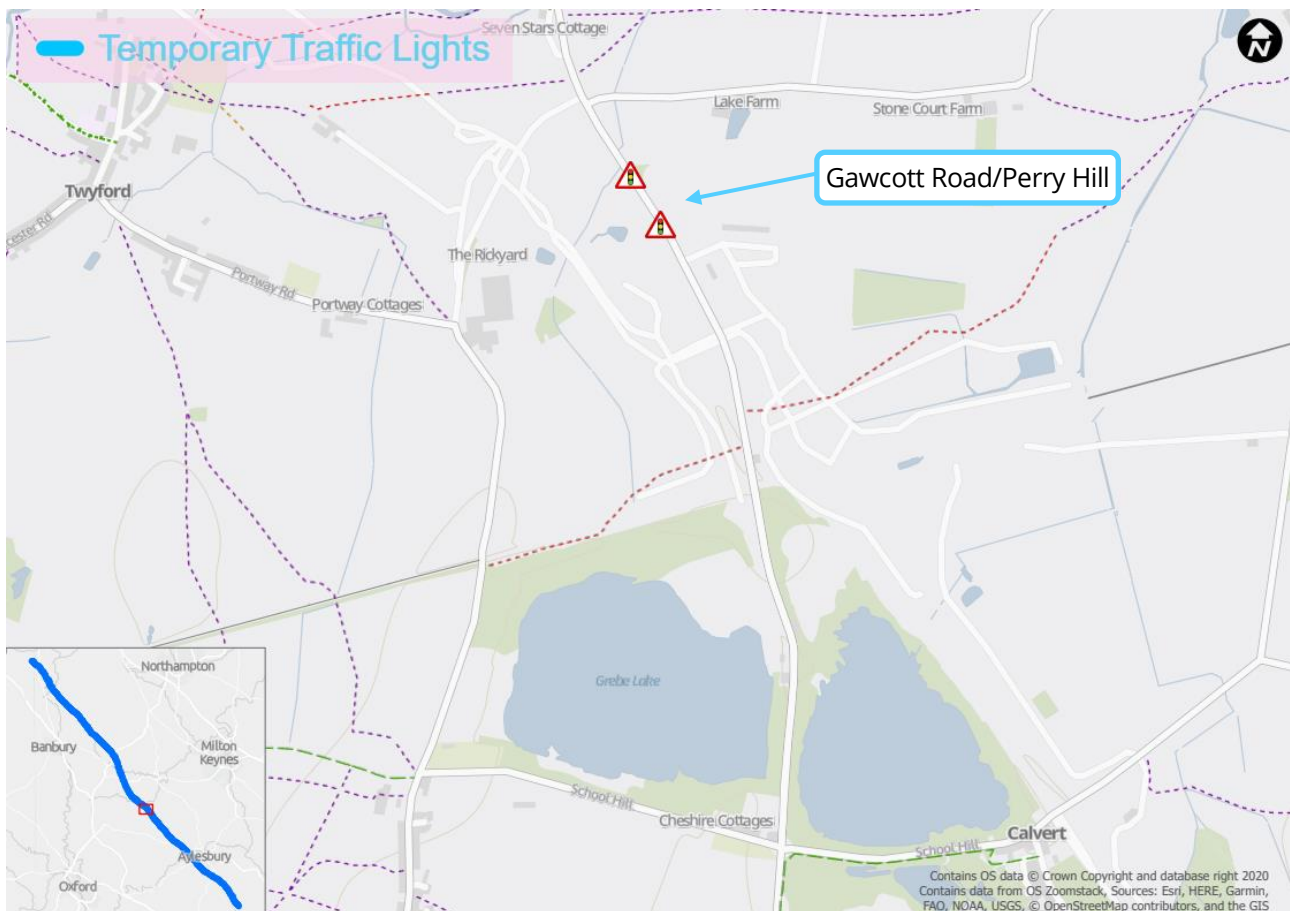 Temporary Traffic Lights
Seven Stars Cottage
N
Lake Farm
Stone Court Farm
Gawcott Road/Perry Hill
Twyford
cester Rd
The Rickyard
Portway Rd
Portway Cottages
Grebe Lake
Northampton
Banbury
Milton
Keynes
Aylesbury
Oxford
School Hill
Cheshire Cottages
Calvert
School Hill
Contains OS data © Crown Copyright and database right 2020
Contains data from OS Zoomstack, Sources: Esri, HERE, Garmin,
FAO, NOAA, USGS, © OpenStreetMap contributors, and the GIS